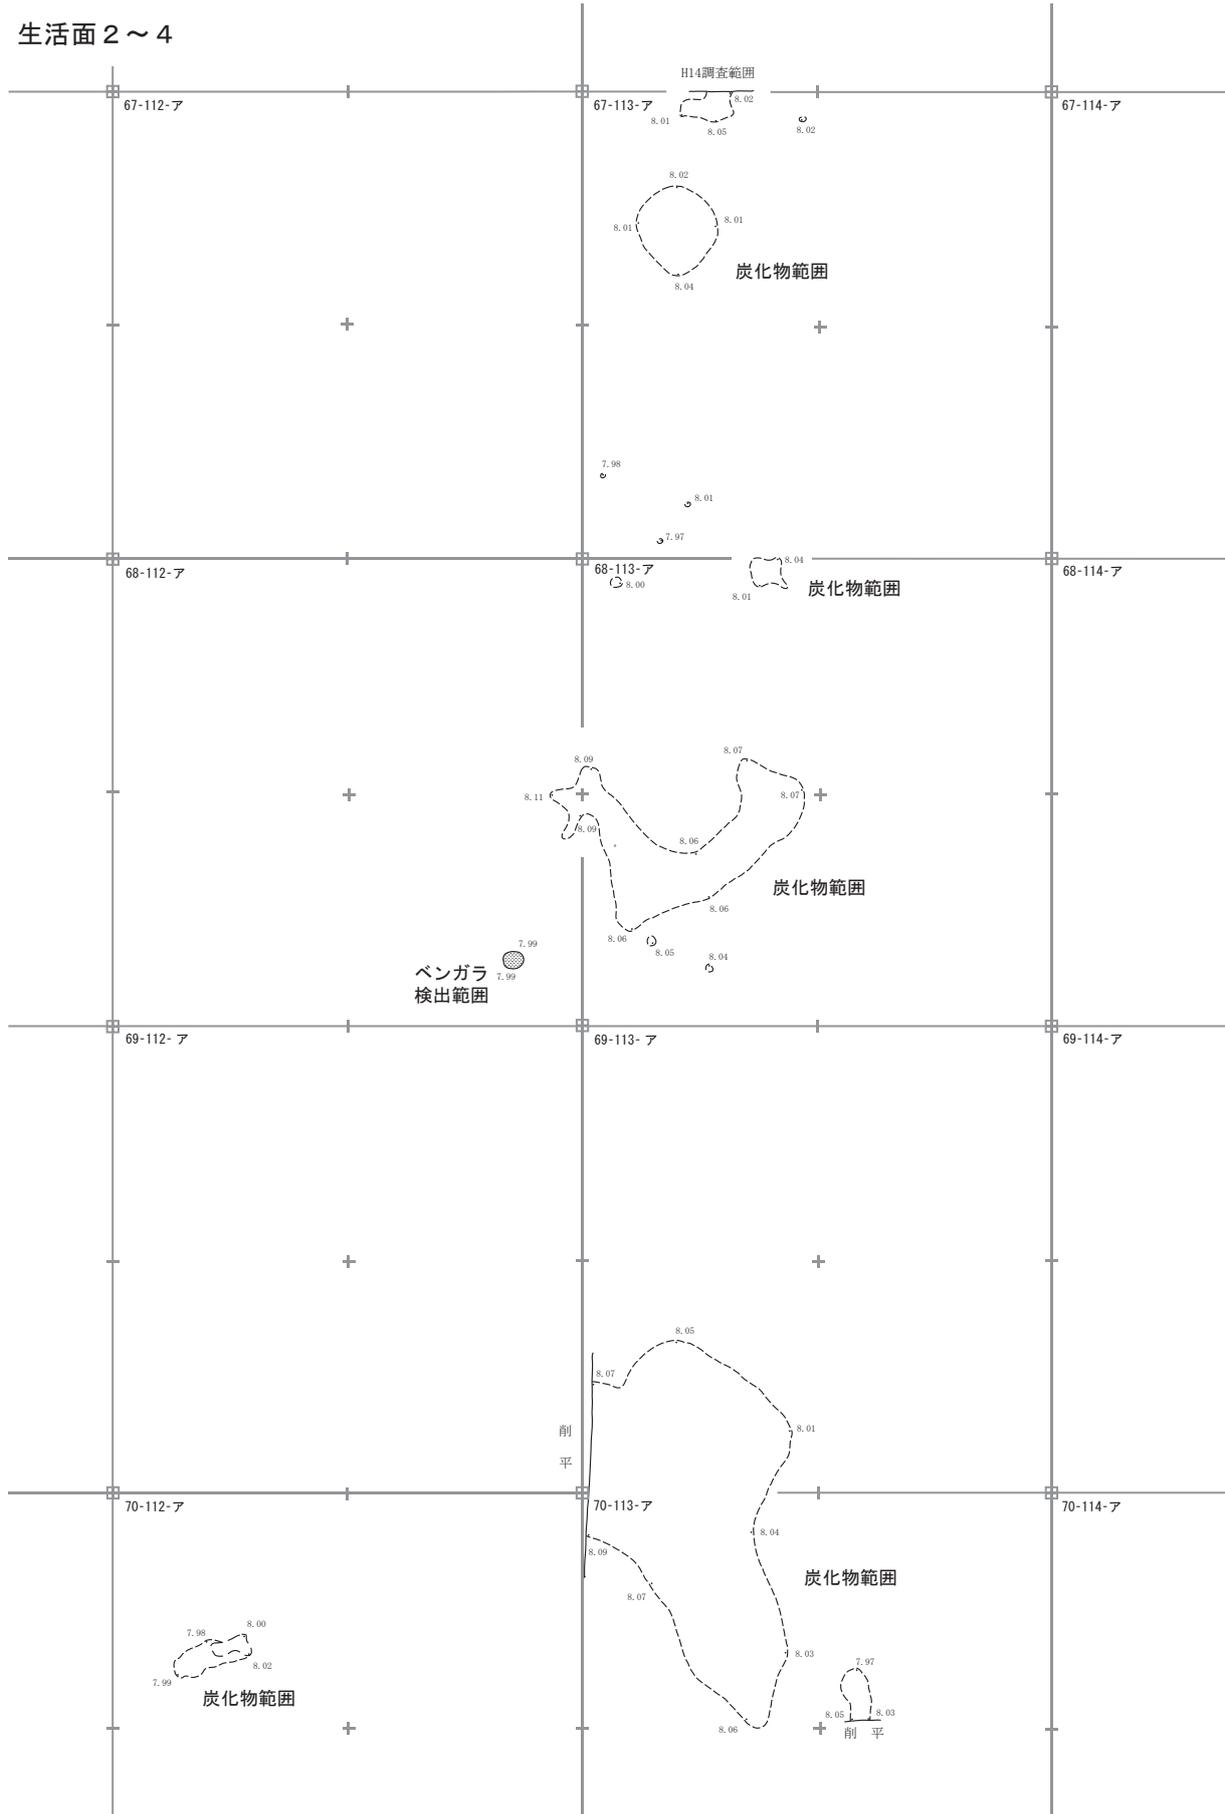 生活面２～４
H14調査範囲
67-112-ア
67-113-ア
8.02
67-114-ア
8.01
8.05
8.02
8.02
8.01
8.01
炭化物範囲
8.04
7.98
8.01
7.97
68-112-ア
68-113-ア
8.04
68-114-ア
8.00
8.01
炭化物範囲
8.07
8.09
8.11
8.07
8.09
8.06
炭化物範囲
8.06
8.06
7.99
8.05
8.04
ベンガラ
7.99
検出範囲
69-112- ア
69-113- ア
69-114-ア
8.05
8.07
削
平
8.01
70-112-ア
70-113-ア
70-114-ア
8.04
8.09
炭化物範囲
8.07
8.00
7.98
8.02
8.03
7.97
7.99
炭化物範囲
8.05
8.03
8.06
削 平